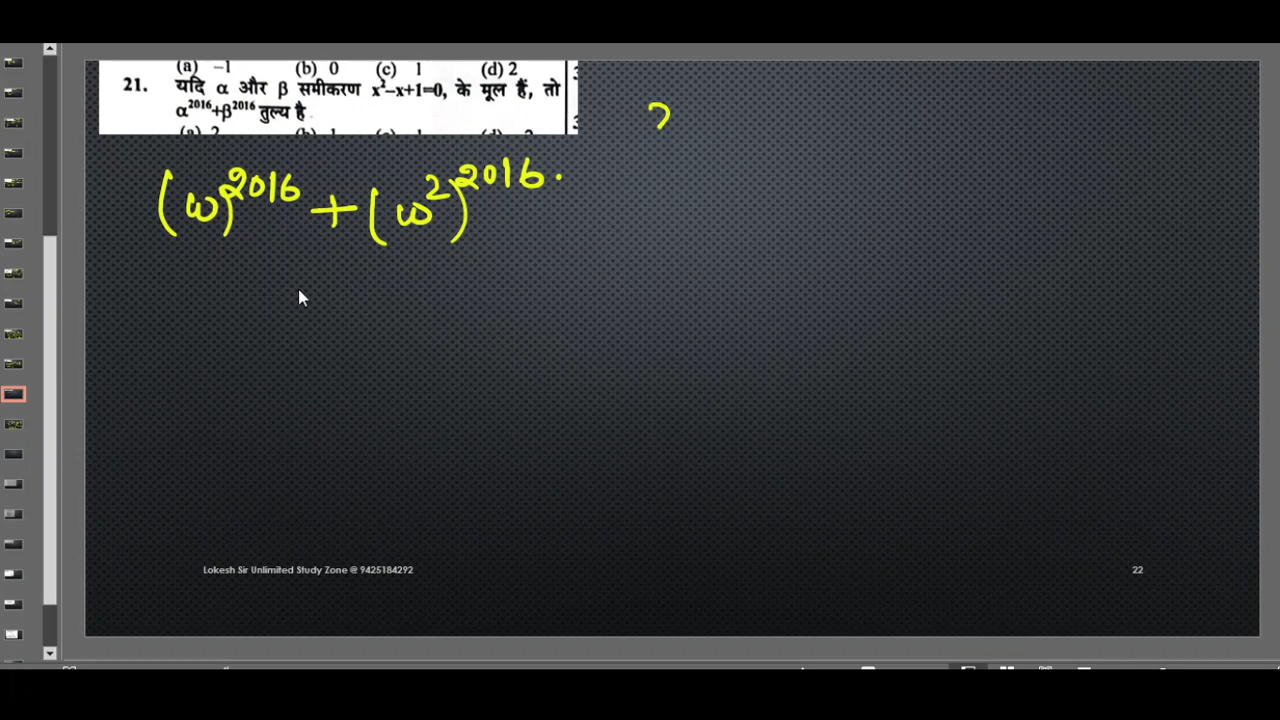 (a) −1 (b) 0 (c) 1 (d) 2
21. यदि α और β समीकरण x²−x+1=0, के मूल हैं, तो
α²⁰¹⁶+β²⁰¹⁶ तुल्य है
(ω)²⁰¹⁶ + (ω²)²⁰¹⁶ .
Lokesh Sir Unlimited Study Zone @ 9425184292
22